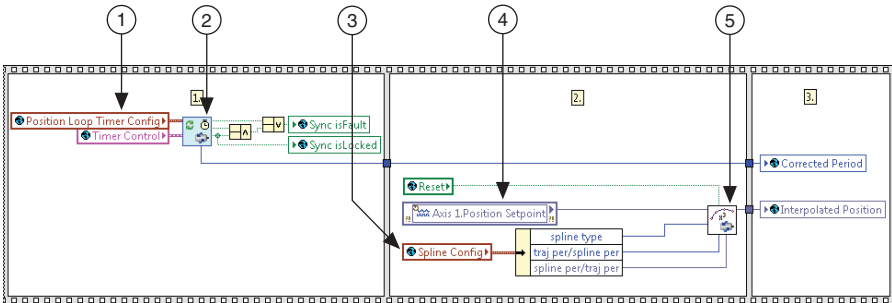 1 2 3 4 5
1. 2. 3.
Position Loop Timer Config
Timer Control
Sync isFault
Sync isLocked
Corrected Period
Reset
Axis 1.Position Setpoint
Interpolated Position
Spline Config
spline type
traj per/spline per
spline per/traj per